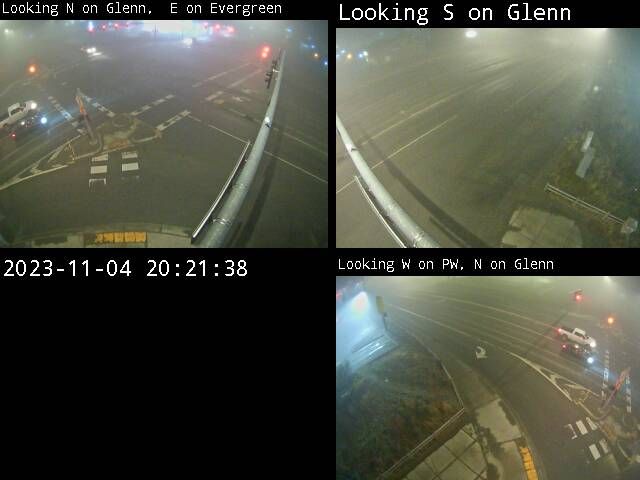 Looking N on Glenn,  E on Evergreen
Looking S on Glenn
2023-11-04 20:21:38
Looking W on PW, N on Glenn